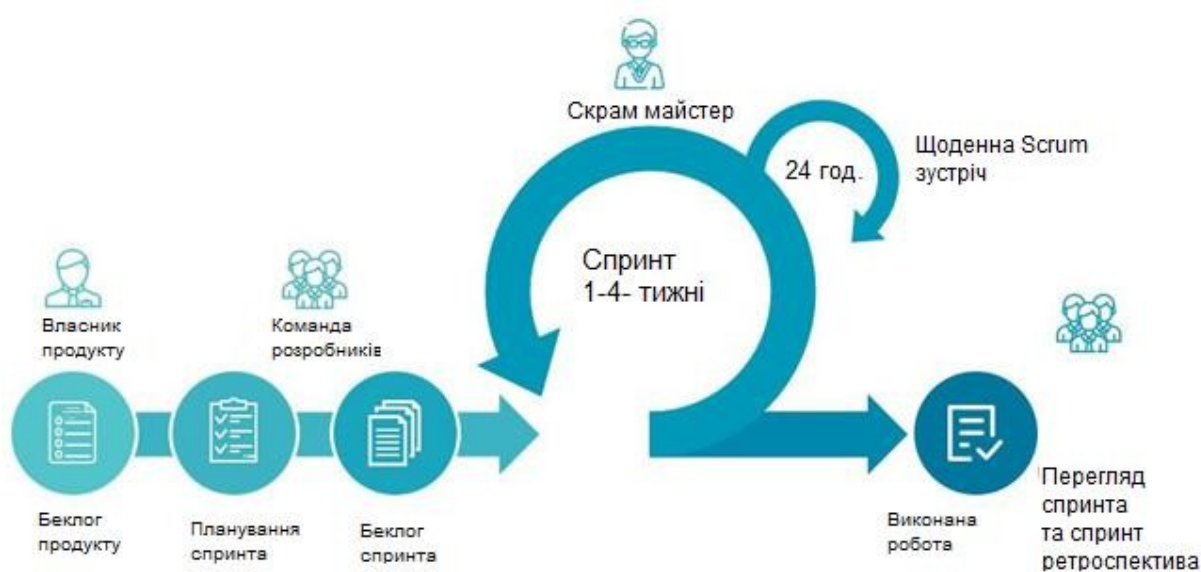 Скрам майстер
24 год.
Щоденна Scrum
зустріч
Спринт
1-4- тижні
Власник
продукту
Команда
розробників
Беклог
продукту
Планування
спринта
Беклог
спринта
Виконана
робота
Перегляд
спринта
та спринт
ретроспектива